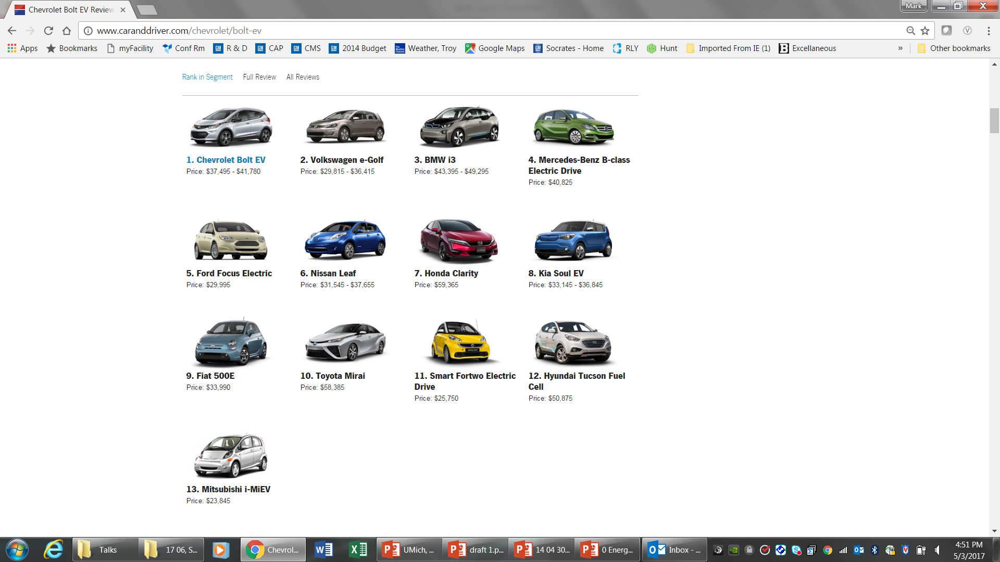 Chevrolet Bolt EV Review
Mark
www.caranddriver.com/chevrolet/bolt-ev
Apps Bookmarks myFacility Conf Rm R & D CAP CMS 2014 Budget Weather, Troy Google Maps Socrates - Home RLY Hunt Imported From IE (1) Excellaneous » Other bookmarks
Rank in Segment Full Review All Reviews
1. Chevrolet Bolt EV
Price: $37,495 - $41,780
2. Volkswagen e-Golf
Price: $29,815 - $36,415
3. BMW i3
Price: $43,395 - $49,295
4. Mercedes-Benz B-class
Electric Drive
Price: $40,825
5. Ford Focus Electric
Price: $29,995
6. Nissan Leaf
Price: $31,545 - $37,655
7. Honda Clarity
Price: $59,365
8. Kia Soul EV
Price: $33,145 - $36,845
9. Fiat 500E
Price: $33,990
10. Toyota Mirai
Price: $58,385
11. Smart Fortwo Electric
Drive
Price: $25,750
12. Hyundai Tucson Fuel
Cell
Price: $50,875
13. Mitsubishi i-MiEV
Price: $23,845
Talks 17 06, S... Chevrol... UMich, ... draft 1.p... 14 04 30... 0 Energ... Inbox - ...
4:51 PM
5/3/2017